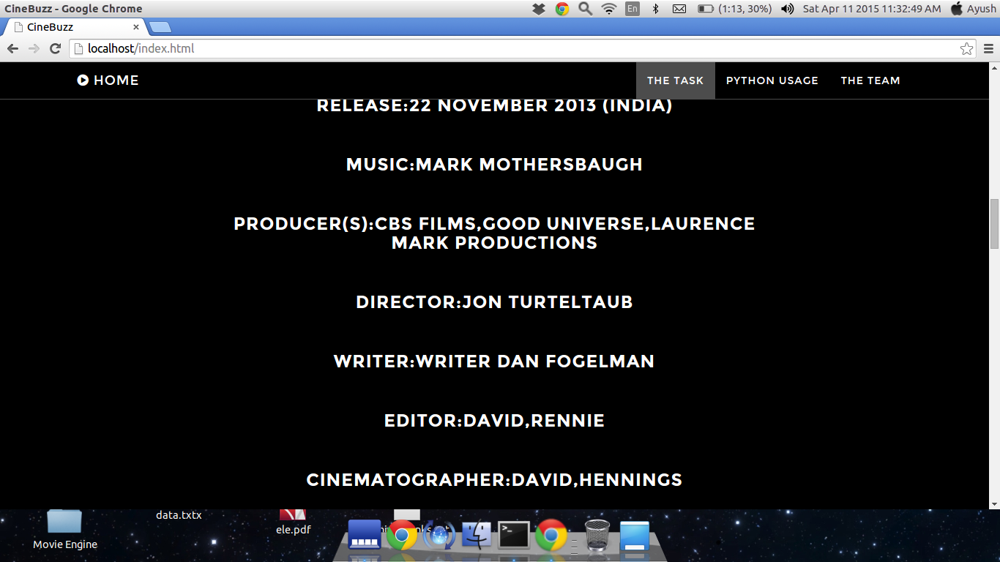 CineBuzz - Google Chrome
En
(1:13, 30%)
Sat Apr 11 2015 11:32:49 AM
Ayush
CineBuzz
localhost/index.html
HOME
THE TASK
PYTHON USAGE
THE TEAM
RELEASE:22 NOVEMBER 2013 (INDIA)
MUSIC:MARK MOTHERSBAUGH
PRODUCER(S):CBS FILMS,GOOD UNIVERSE,LAURENCE
MARK PRODUCTIONS
DIRECTOR:JON TURTELTAUB
WRITER:WRITER DAN FOGELMAN
EDITOR:DAVID,RENNIE
CINEMATOGRAPHER:DAVID,HENNINGS
data.txtx
ele.pdf
Movie Engine